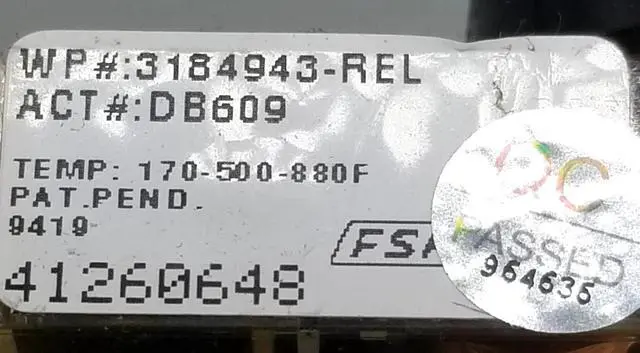 WP#:3184943-REL
ACT#:DB609
TEMP: 170-500-880F
PAT.PEND.
9419
41260648
QC
PASSED
964635